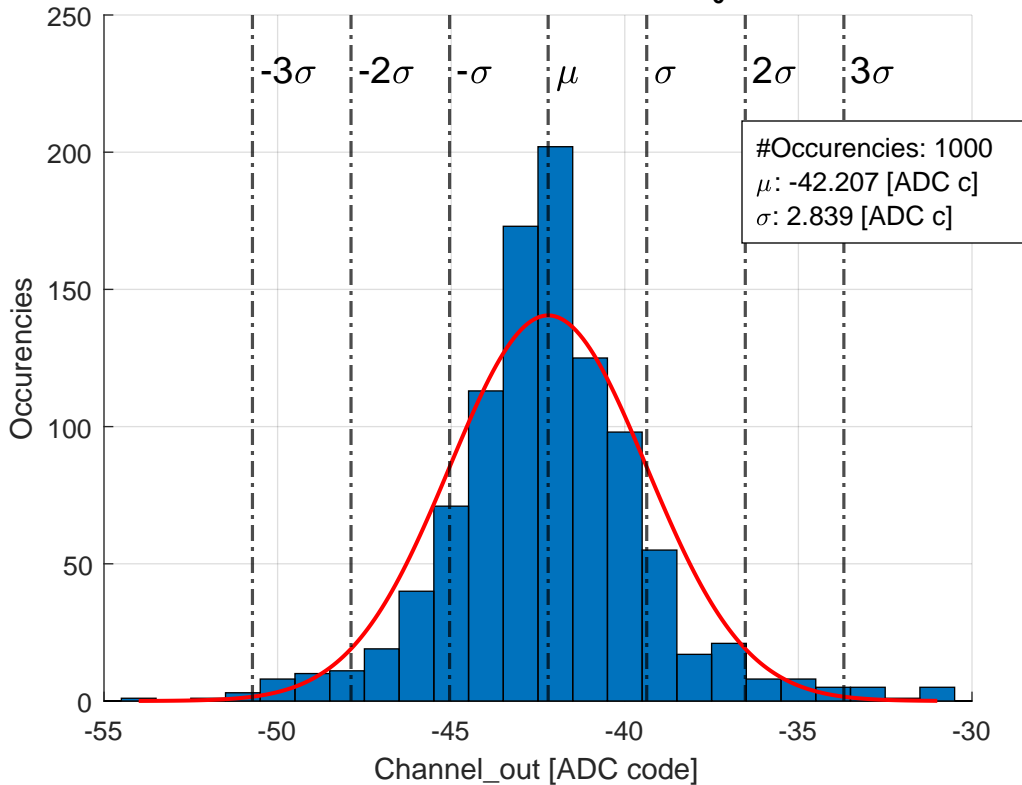 250
-3σ
-2σ
-σ
μ
σ
2σ
3σ
200
#Occurencies: 1000
μ: -42.207 [ADC c]
σ: 2.839 [ADC c]
150
Occurencies
100
50
0
-55
-50
-45
-40
-35
-30
Channel_out [ADC code]